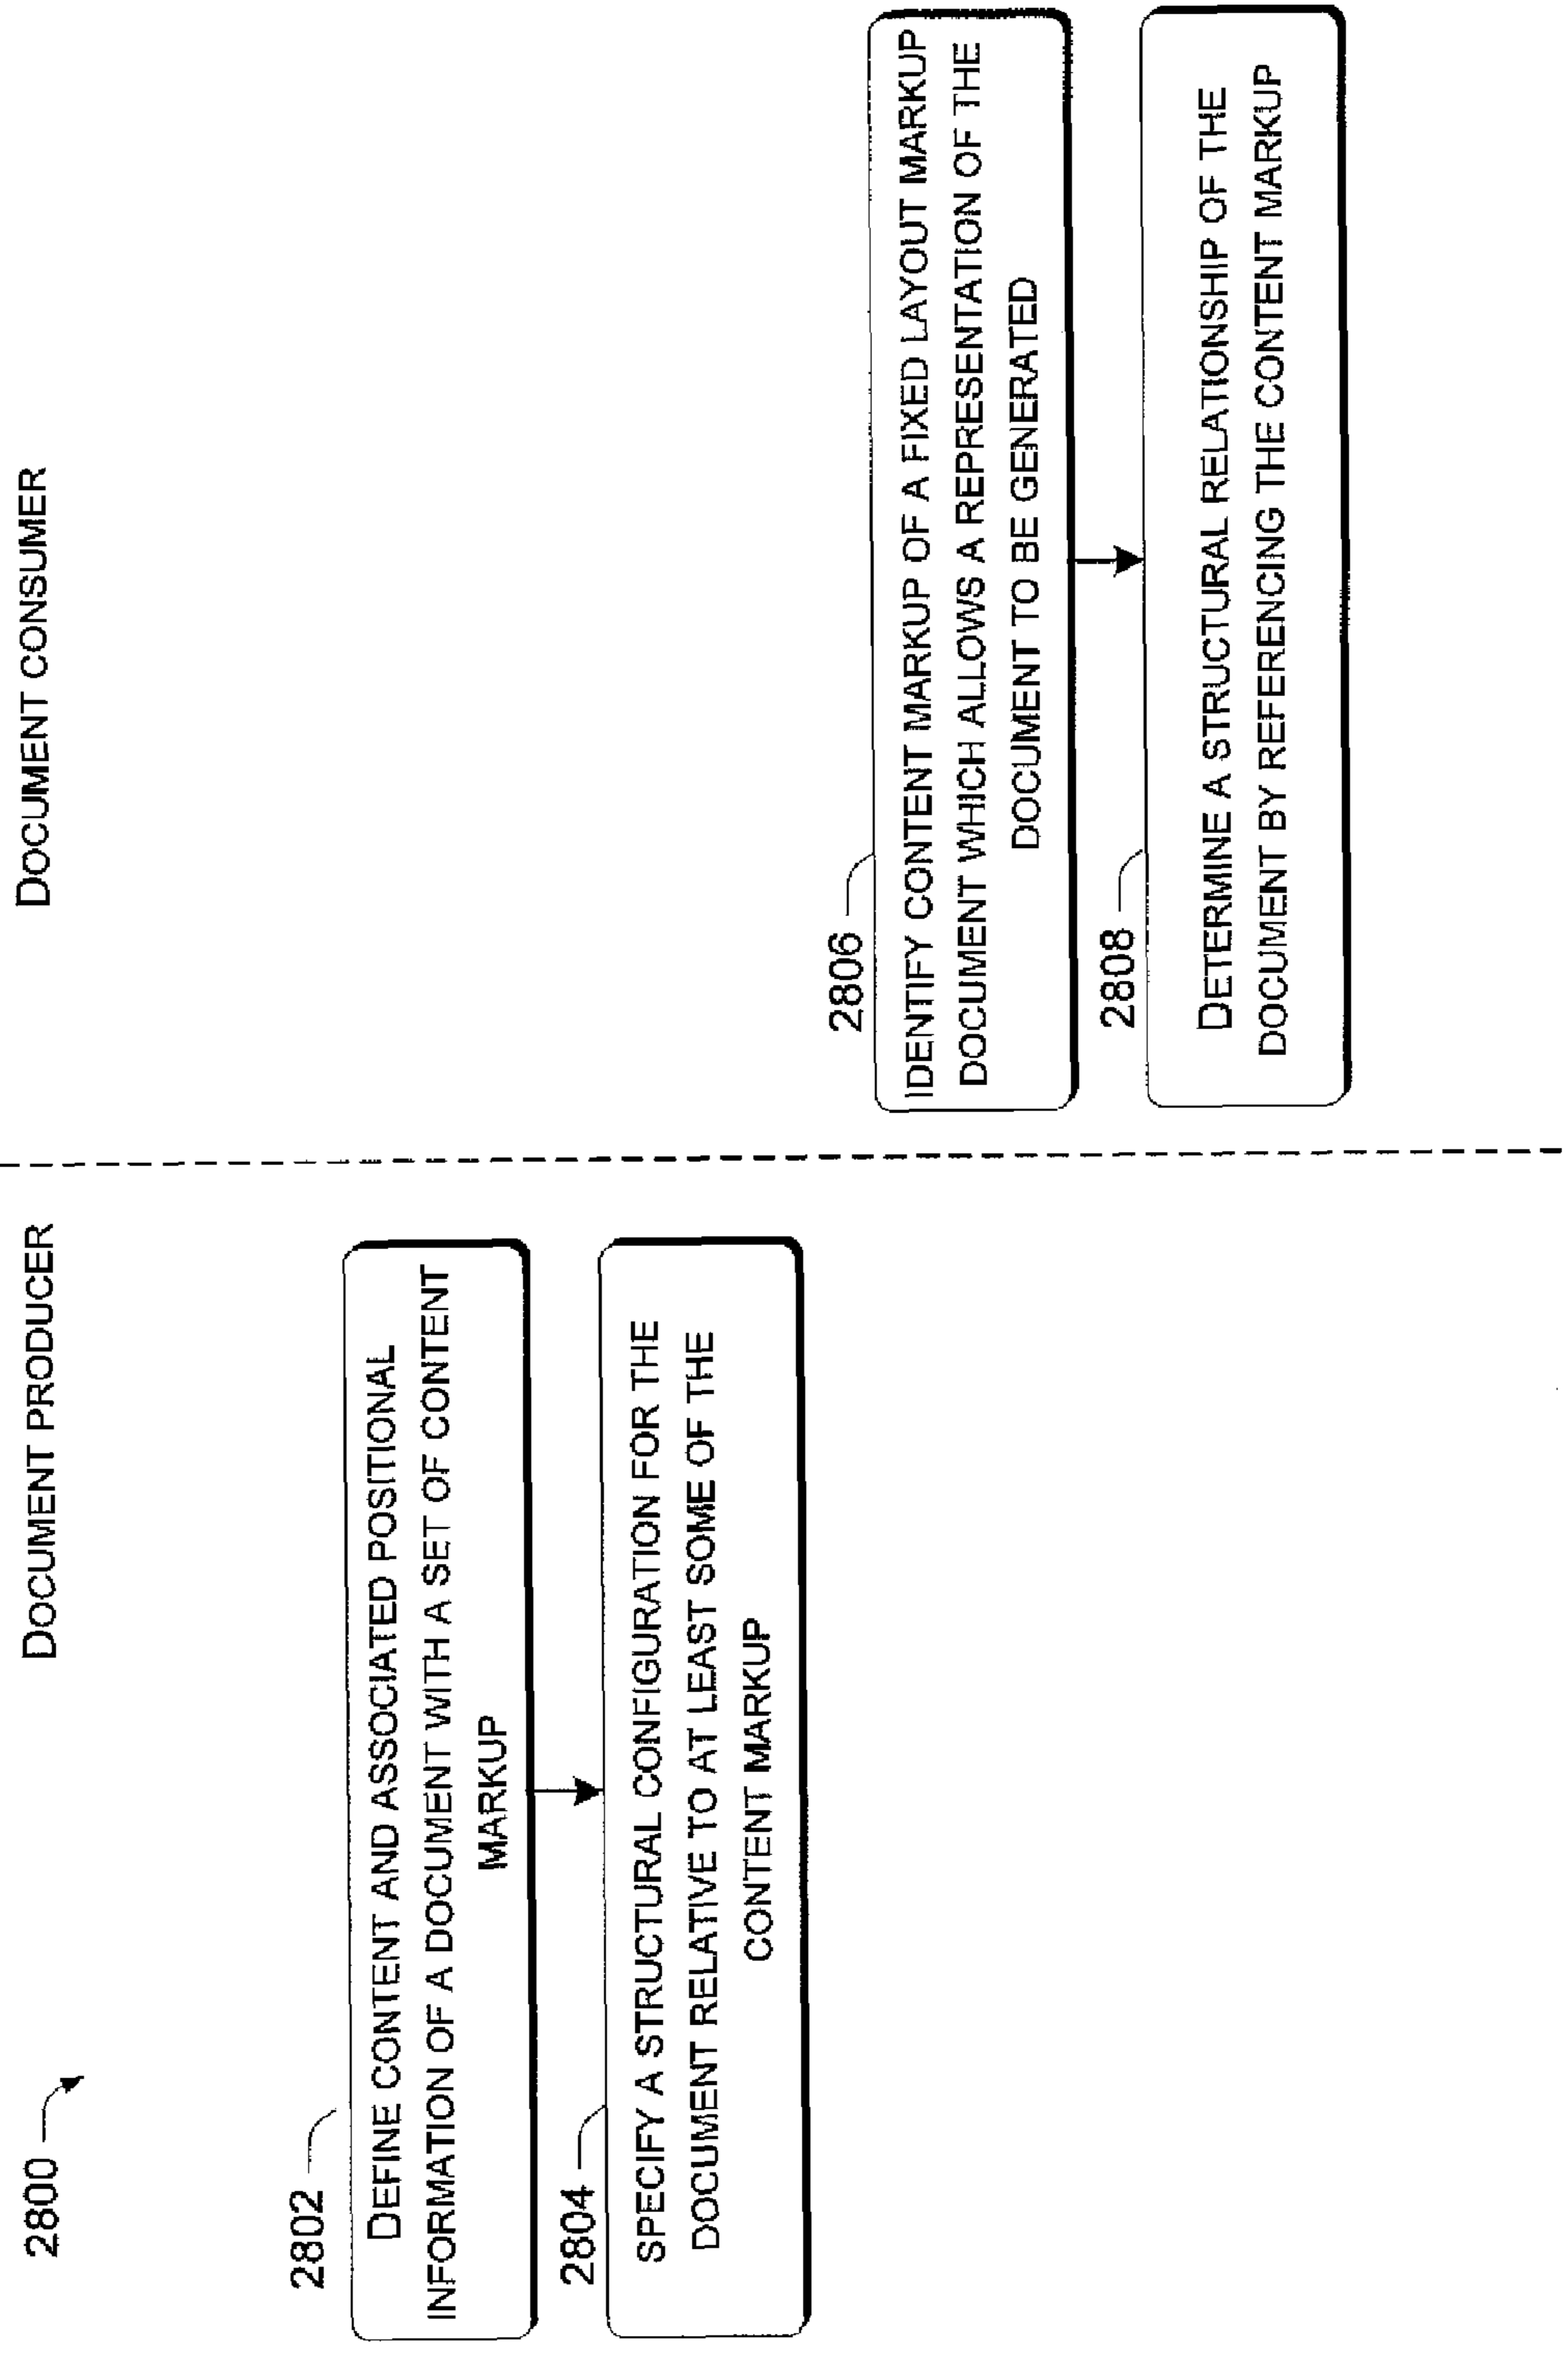 2800
DOCUMENT PRODUCER
2802
DEFINE CONTENT AND ASSOCIATED POSITIONAL
INFORMATION OF A DOCUMENT WITH A SET OF CONTENT
MARKUP
2804
SPECIFY A STRUCTURAL CONFIGURATION FOR THE
DOCUMENT RELATIVE TO AT LEAST SOME OF THE
CONTENT MARKUP
DOCUMENT CONSUMER
2806
IDENTIFY CONTENT MARKUP OF A FIXED LAYOUT MARKUP
DOCUMENT WHICH ALLOWS A REPRESENTATION OF THE
DOCUMENT TO BE GENERATED
2808
DETERMINE A STRUCTURAL RELATIONSHIP OF THE
DOCUMENT BY REFERENCING THE CONTENT MARKUP